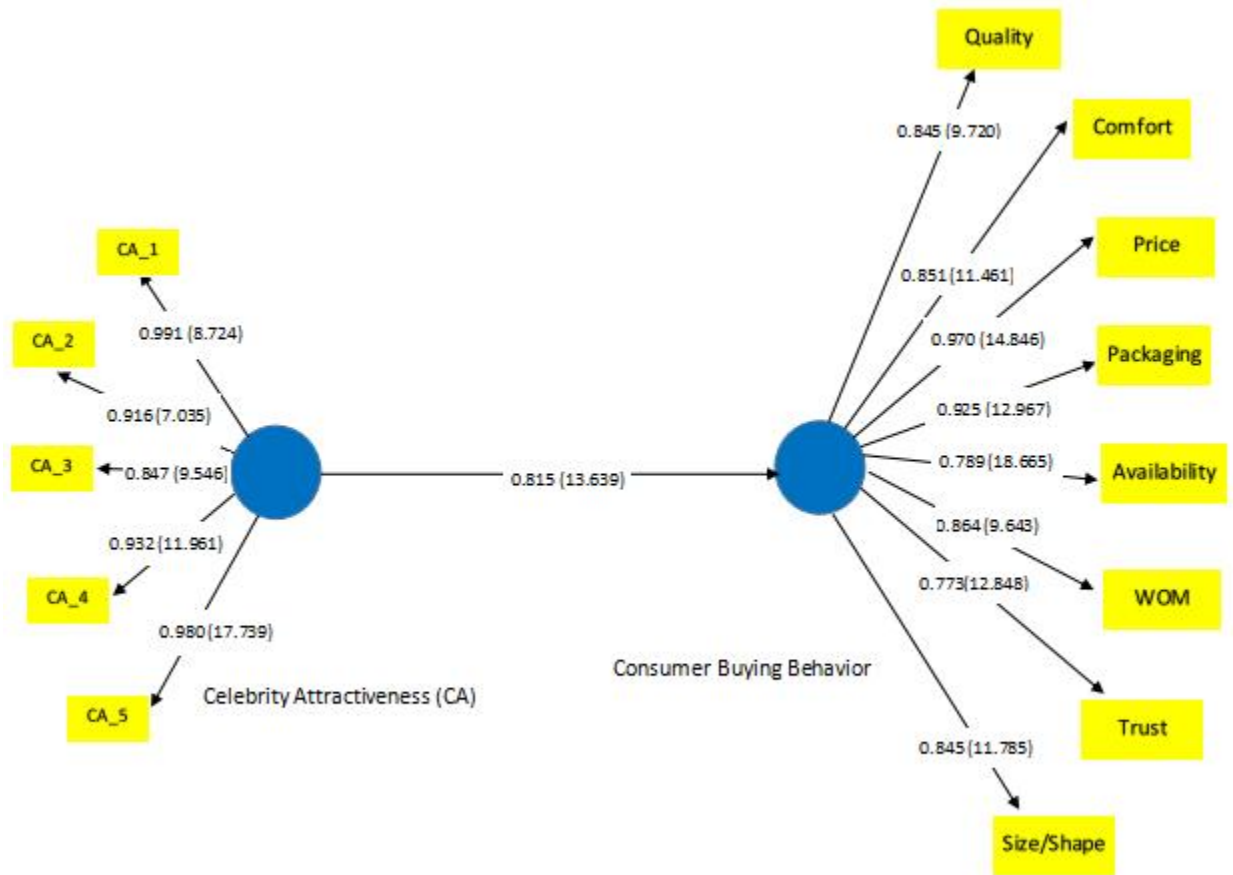 Quality
0.845 (9.720)
Comfort
CA_1
Price
0.851 (11.461]
0.991 (8.724)
0.970 (14.846)
CA_2
Packaging
0.916 (7.035)
0.925 (12.967)
CA_3
0.847 (9.546)
0.815 (13.639)
0.789 (18.665)
Availability
0.932 (11.961)
0.864 (9.643)
0.773(12.848)
CA_4
WOM
0.980 (17.739)
Consumer Buying Behavior
Celebrity Attractiveness (CA)
CA_5
Trust
0.845 (11.785)
Size/Shape